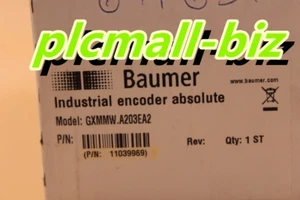 plcmall-biz
Baumer
www.baumer.com
Industrial encoder absolute
Model: GXMMW.A203EA2
P/N:
Rev:
Qty: 1 ST
(P/N: 11039969)